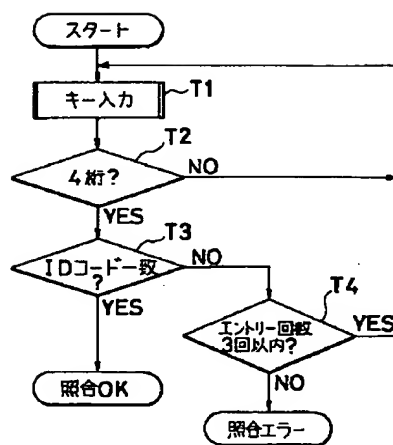 スタート
キー入力
T1
T2
4桁?
NO
YES
T3
IDコード一致
?
NO
YES
T4
エントリー回数
3回以内?
YES
NO
照合OK
照合エラー